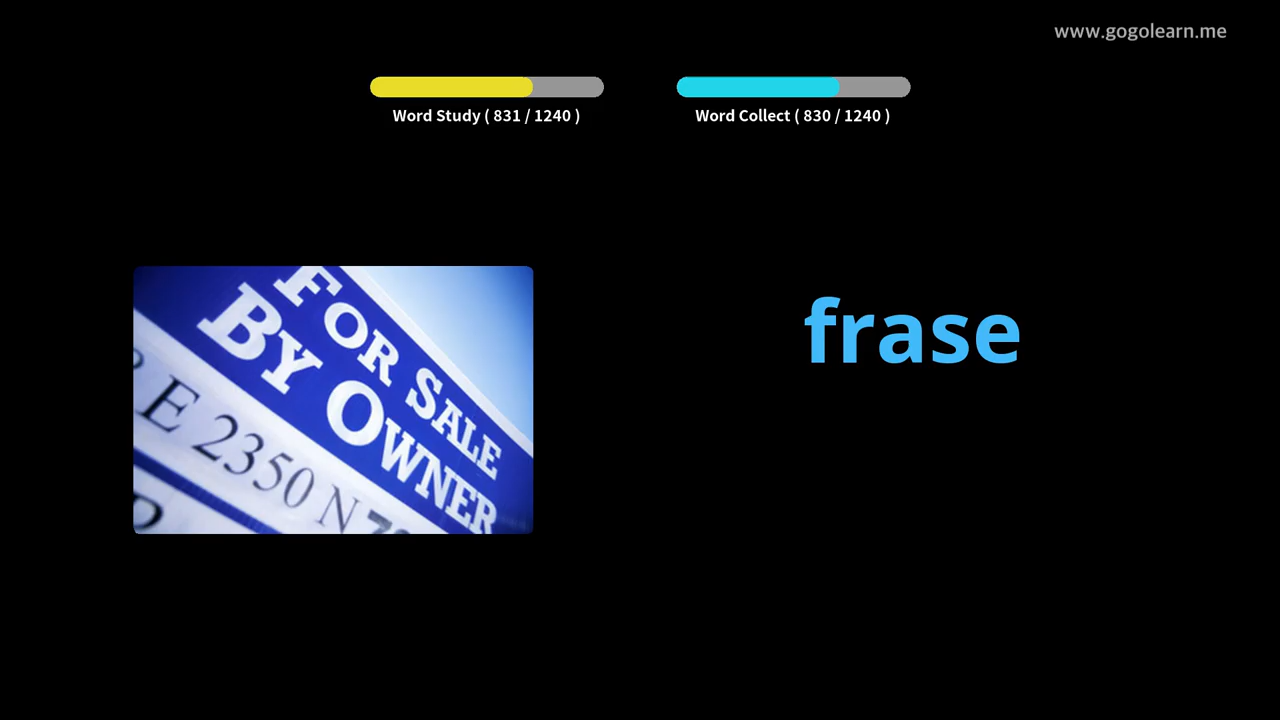 www.gogolearn.me
Word Study ( 831 / 1240 )
Word Collect ( 830 / 1240 )
FOR SALE
BY OWNER
E 2350 N
frase